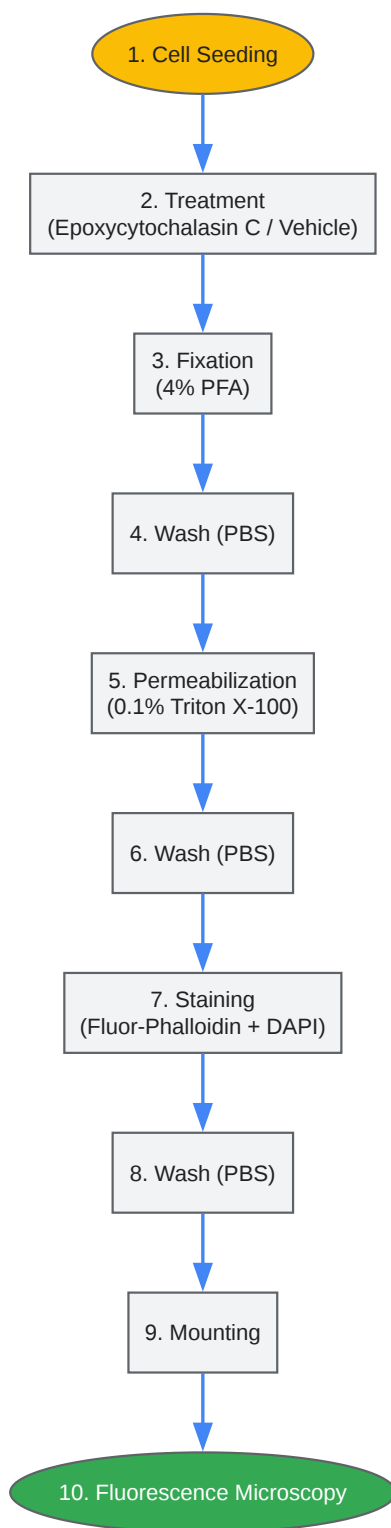 1. Cell Seeding
2. Treatment
(Epoxycytochalasin C / Vehicle)
3. Fixation
(4% PFA)
4. Wash (PBS)
5. Permeabilization
(0.1% Triton X-100)
6. Wash (PBS)
7. Staining
(Fluor-Phalloidin + DAPI)
8. Wash (PBS)
9. Mounting
10. Fluorescence Microscopy